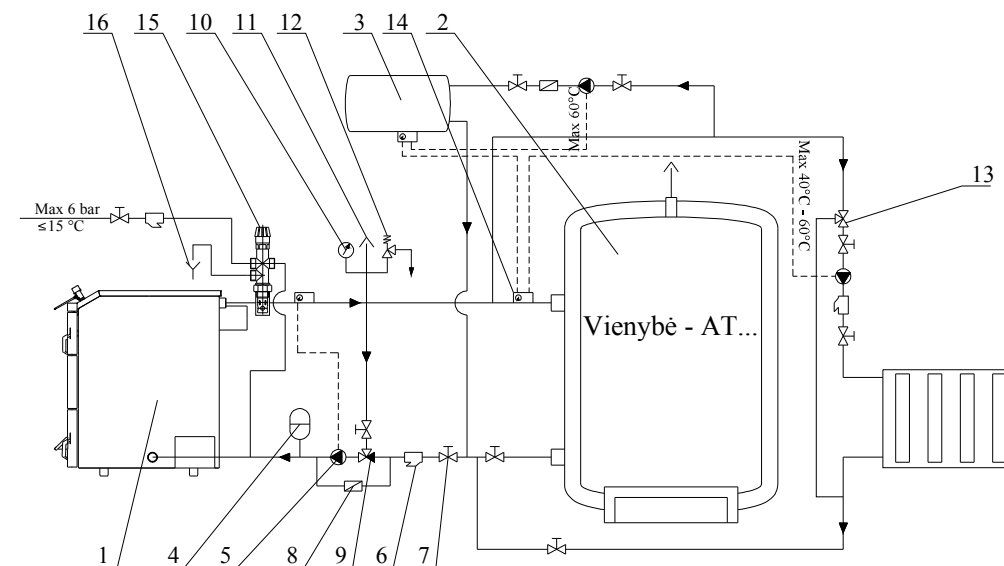 16 15 10 11 12 14 2 3
13
Max 60°C
Max 40°C - 60°C
Max 6 bar
≤15 °C
Vienybė - AT...
1 4 5 8 9 6 7